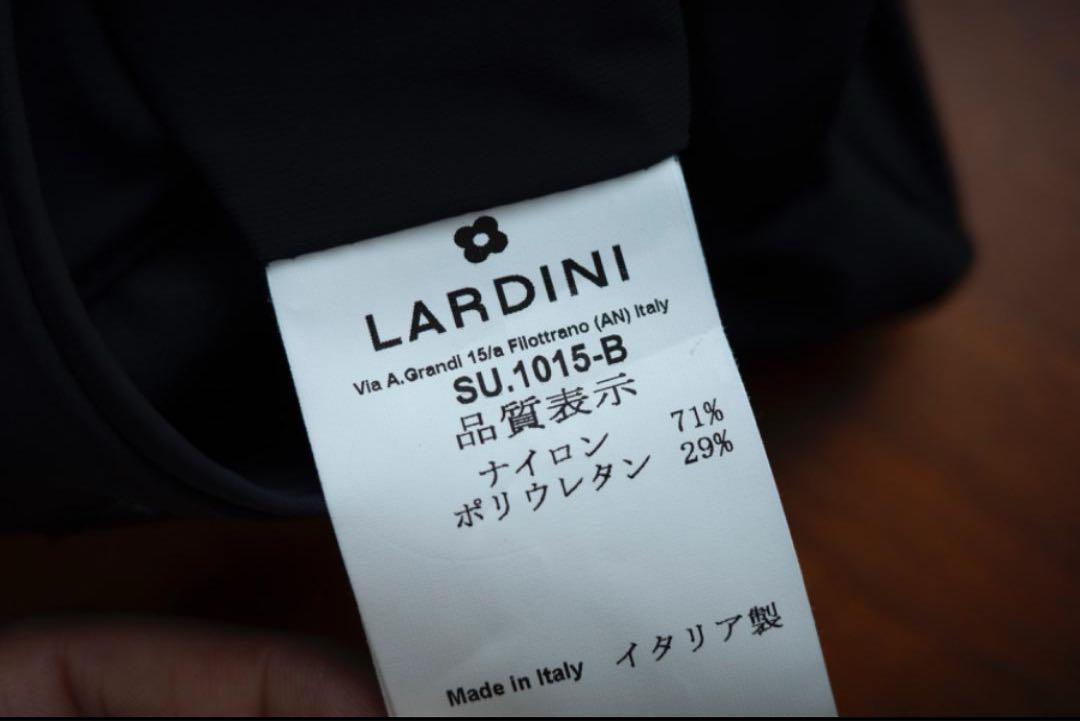 LARDINI
Via A.Grandi 15/a Filottrano (AN) Italy
SU.1015-B
品質表示
ナイロン 71%
ポリウレタン 29%
Made in Italy イタリア製